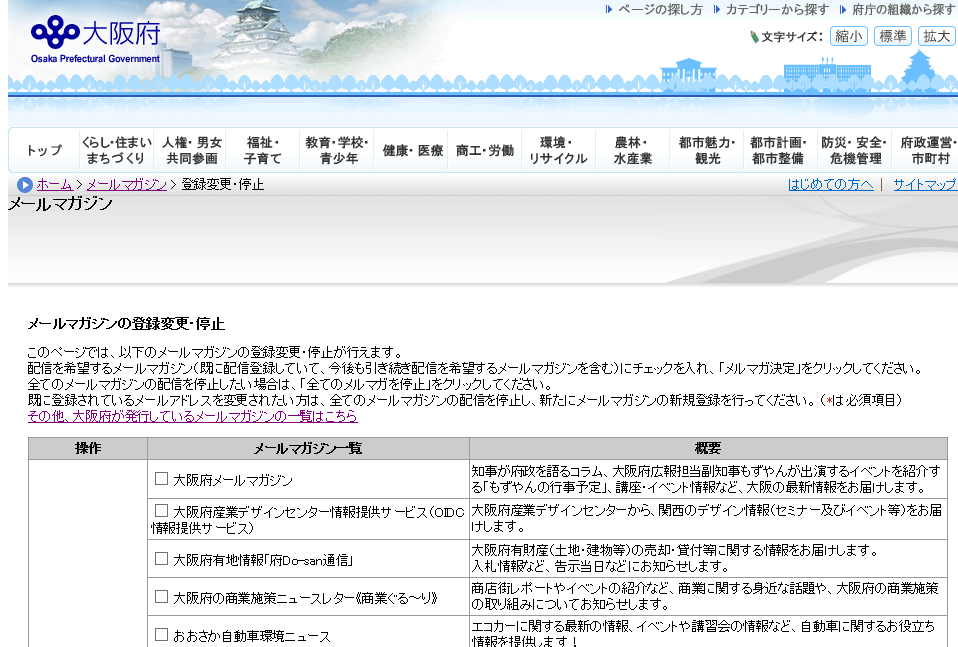 ページの探し方 カテゴリーから探す 府庁の組織から探す
大阪府
Osaka Prefectural Government
文字サイズ： 縮小 標準 拡大
トップ
くらし・住まい
まちづくり
人権・男女
共同参画
福祉・
子育て
教育・学校・
青少年
健康・医療
商工・労働
環境・
リサイクル
農林・
水産業
都市魅力・
観光
都市計画・
都市整備
防災・安全・
危機管理
府政運営・
市町村
ホーム > メールマガジン > 登録変更・停止
はじめての方へ | サイトマップ
メールマガジン
メールマガジンの登録変更・停止
このページでは、以下のメールマガジンの登録変更・停止が行えます。
配信を希望するメールマガジン（既に配信登録していて、今後も引き続き配信を希望するメールマガジンを含む）にチェックを入れ、「メルマガ決定」をクリックしてください。
全てのメールマガジンの配信を停止したい場合は、「全てのメルマガを停止」をクリックしてください。
既に登録されているメールアドレスを変更されたい方は、全てのメールマガジンの配信を停止し、新たにメールマガジンの新規登録を行ってください。（*は必須項目）
その他、大阪府が発行しているメールマガジンの一覧はこちら
操作 メールマガジン一覧 概要
大阪府メールマガジン
知事が府政を語るコラム、大阪府広報担当副知事もずやんが出演するイベントを紹介す
る「もずやんの行事予定」、講座・イベント情報など、大阪の最新情報をお届けします。
大阪府産業デザインセンター情報提供サービス（OIDC
情報提供サービス）
大阪府産業デザインセンターから、関西のデザイン情報（セミナー及びイベント等）をお届
けします。
大阪府有地情報「府Do-san通信」
大阪府有財産（土地・建物等）の売却・貸付等に関する情報をお届けします。
入札情報など、告示当日などにお知らせします。
大阪府の商業施策ニュースレター《商業ぐる～り》
商店街レポートやイベントの紹介など、商業に関する身近な話題や、大阪府の商業施策
の取り組みについてお知らせします。
おおさか自動車環境ニュース
エコカーに関する最新の情報、イベントや講習会の情報など、自動車に関するお役立ち
情報を提供します！